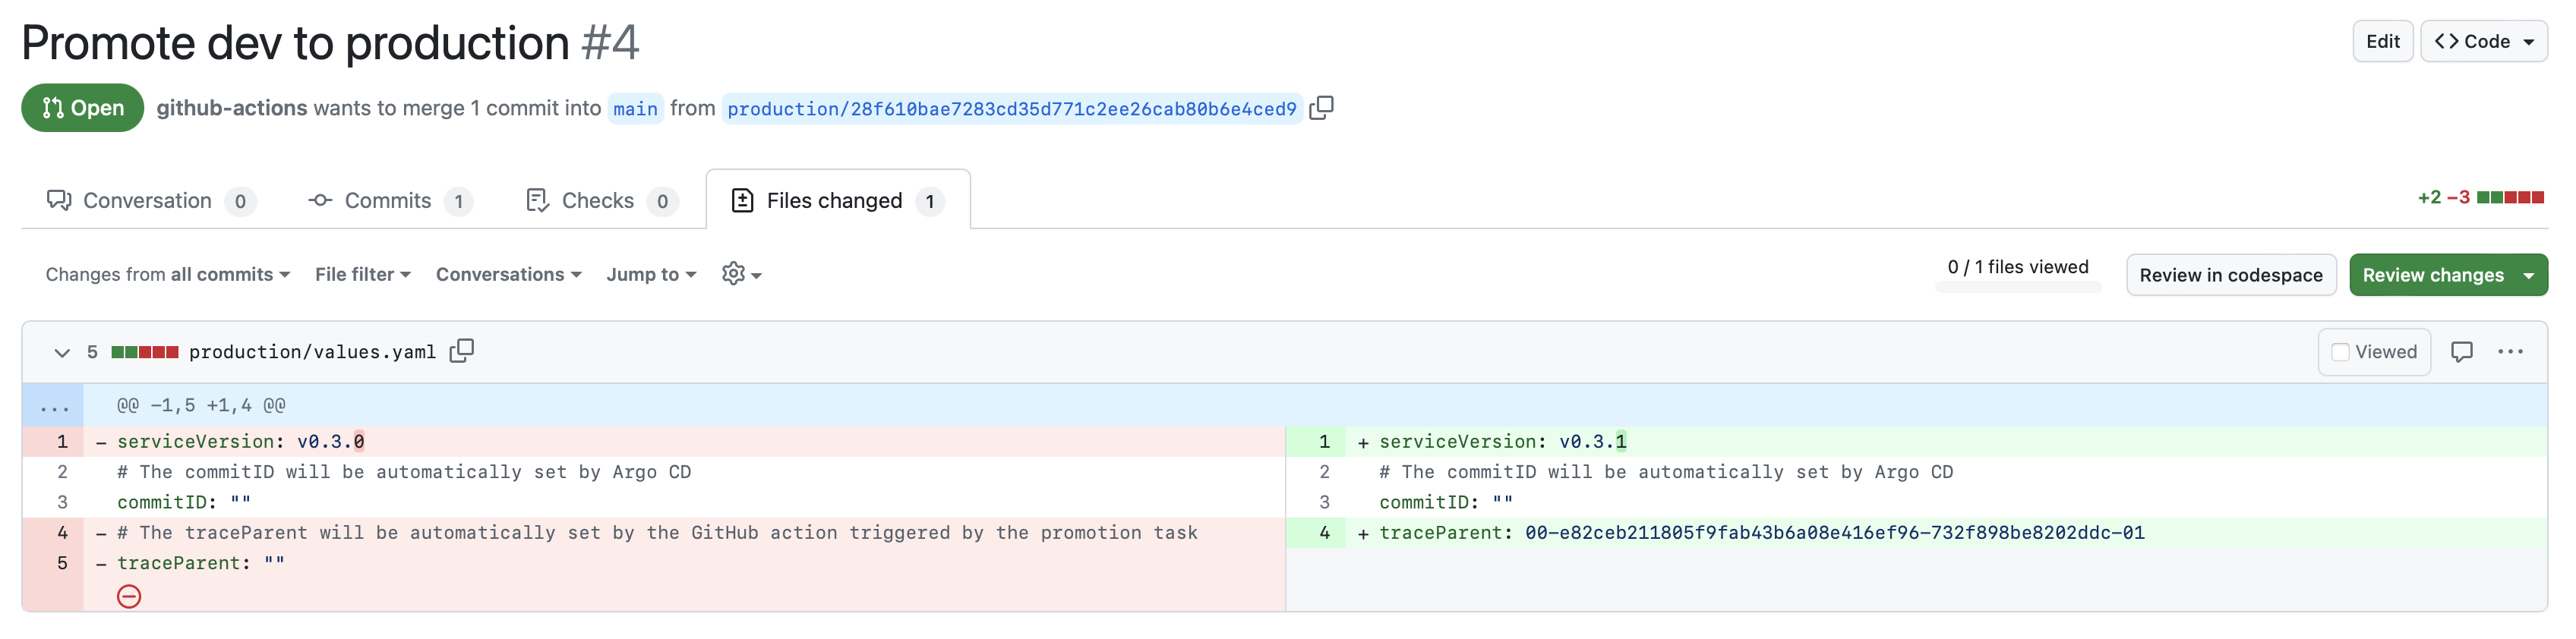 Promote dev to production #4
Edit
<> Code
Open
github-actions wants to merge 1 commit into main from production/28f610bae7283cd35d771c2ee26cab80b6e4ced9
Conversation 0
Commits 1
Checks 0
Files changed 1
+2 −3
Changes from all commits
File filter
Conversations
Jump to
0 / 1 files viewed
Review in codespace
Review changes
5 production/values.yaml
Viewed
... @@ -1,5 +1,4 @@
1 - serviceVersion: v0.3.0
2 # The commitID will be automatically set by Argo CD
3 commitID: ""
4 - # The traceParent will be automatically set by the GitHub action triggered by the promotion task
5 - traceParent: ""
1 + serviceVersion: v0.3.1
2 # The commitID will be automatically set by Argo CD
3 commitID: ""
4 + traceParent: 00-e82ceb211805f9fab43b6a08e416ef96-732f898be8202ddc-01